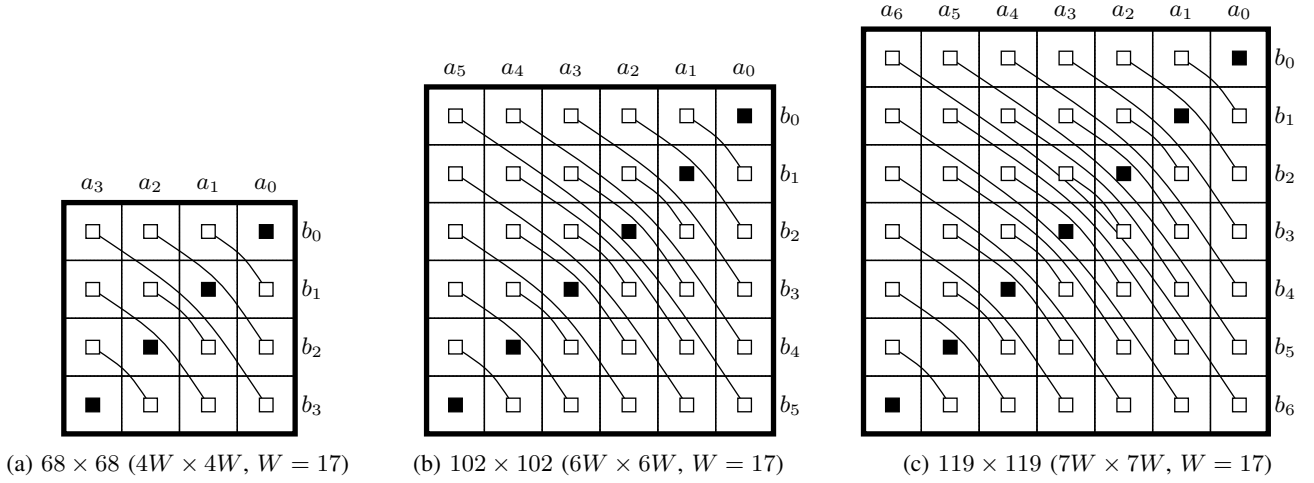 a₆ a₅ a₄ a₃ a₂ a₁ a₀
b₀
b₁
b₂
b₃
b₄
b₅
b₆
a₅ a₄ a₃ a₂ a₁ a₀
b₀
b₁
b₂
b₃
b₄
b₅
a₃ a₂ a₁ a₀
b₀
b₁
b₂
b₃
(a) 68 × 68 (4W × 4W, W = 17)
(b) 102 × 102 (6W × 6W, W = 17)
(c) 119 × 119 (7W × 7W, W = 17)